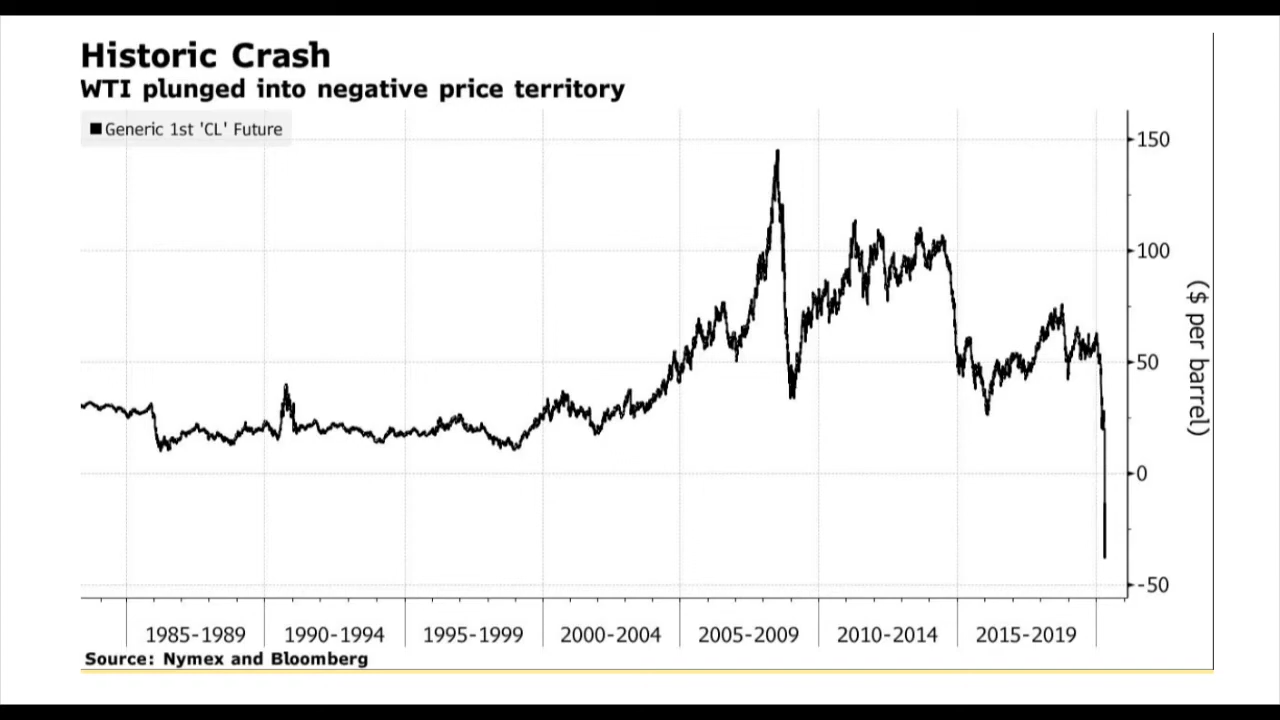 Historic Crash
WTI plunged into negative price territory
Generic 1st 'CL' Future
150
100
50
0
-50
($ per barrel)
1985-1989 1990-1994 1995-1999 2000-2004 2005-2009 2010-2014 2015-2019
Source: Nymex and Bloomberg